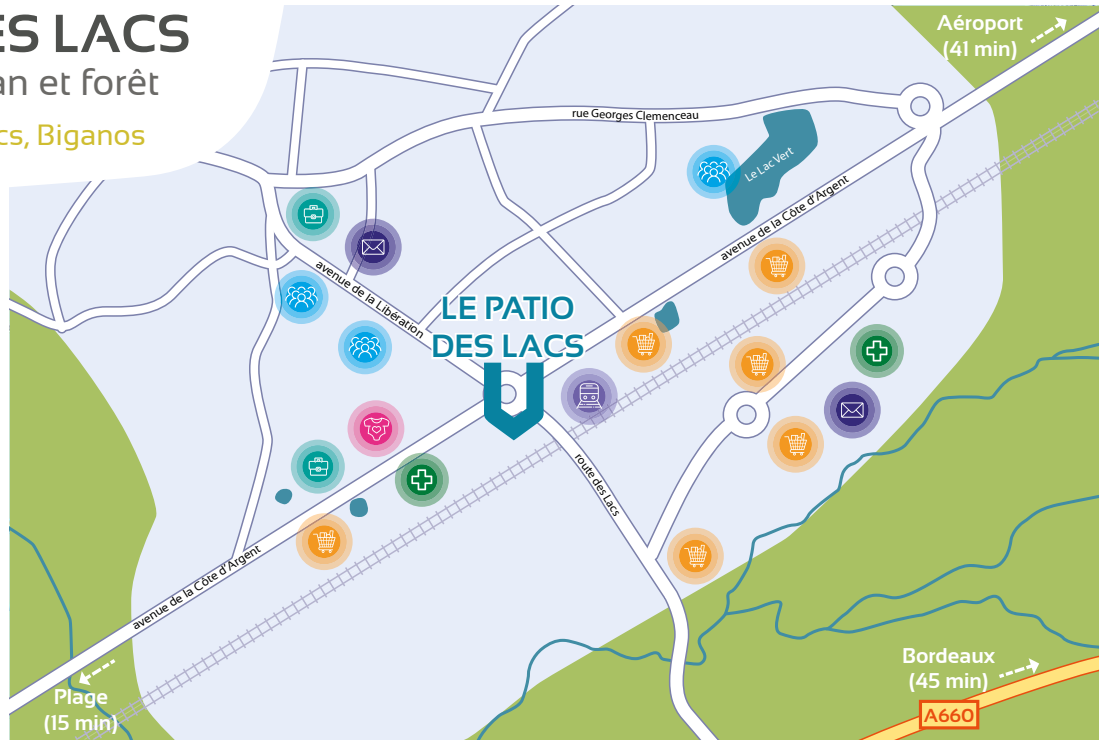 ES LACS
an et forêt
cs, Biganos
Aéroport
(41 min)
rue Georges Clemenceau
Le Lac Vert
avenue de la Côte d'Argent
avenue de la Libération
LE PATIO
DES LACS
route des Lacs
avenue de la Côte d'Argent
Plage
(15 min)
Bordeaux
(45 min)
A660